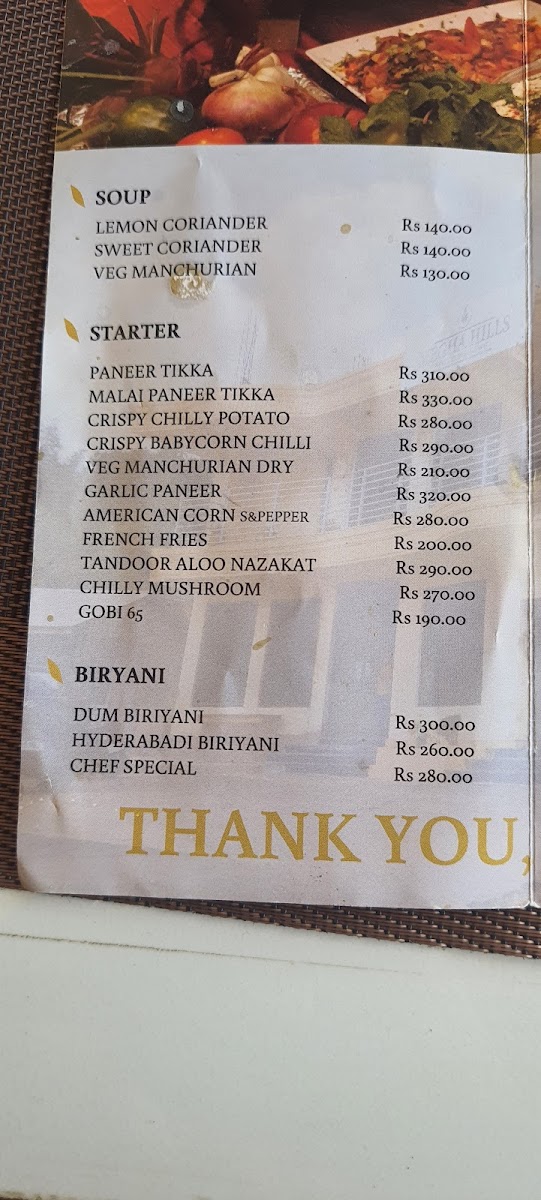 SOUP
LEMON CORIANDER Rs 140.00
SWEET CORIANDER Rs 140.00
VEG MANCHURIAN Rs 130.00
STARTER
PANEER TIKKA Rs 310.00
MALAI PANEER TIKKA Rs 330.00
CRISPY CHILLY POTATO Rs 280.00
CRISPY BABYCORN CHILLI Rs 290.00
VEG MANCHURIAN DRY Rs 210.00
GARLIC PANEER Rs 320.00
AMERICAN CORN S&PEPPER Rs 280.00
FRENCH FRIES Rs 200.00
TANDOOR ALOO NAZAKAT Rs 290.00
CHILLY MUSHROOM Rs 270.00
GOBI 65 Rs 190.00
BIRYANI
DUM BIRIYANI Rs 300.00
HYDERABADI BIRIYANI Rs 260.00
CHEF SPECIAL Rs 280.00
THANK YOU,
HILLS